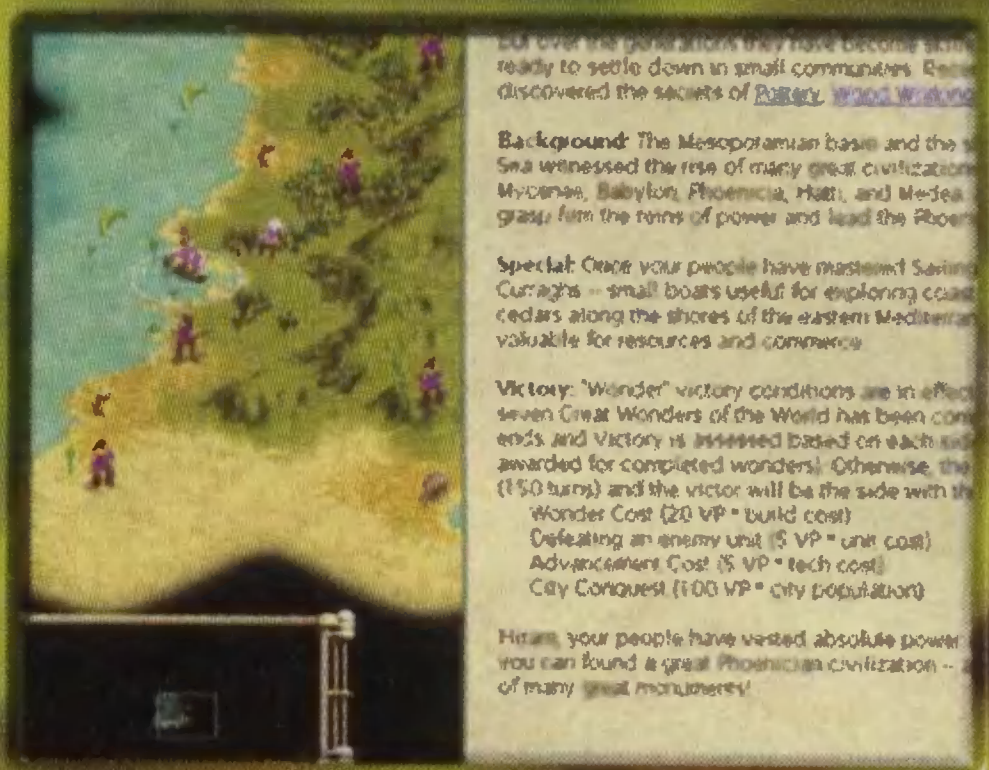 but over the generations they have become
ready to settle down in small communities.
discovered the secrets of Pottery, Wood Working
Background: The Mesopotamian basin and the
Sea witnessed the rise of many great civilization
Mycenae, Babylon, Phoenicia, Hatti, and Medea
grasp the reins of power and lead the
Special: Once your people have mastered
Curraghs -- small boats useful for exploring
cedars along the shores of the eastern
valuable for resources and commerce
Victory: "Wonder" victory conditions are in effect
seven Great Wonders of the World has been
ends and Victory is assessed based on each
awarded for completed wonders). Otherwise, the
(150 turns) and the victor will be the side with
Wonder Cost (20 VP * build cost)
Defeating an enemy unit (5 VP * unit cost)
Advancement Cost (5 VP * tech cost)
City Conquest (100 VP * city population)
your people have vested absolute power
you can found a great Phoenician civilization --
of many great monuments!